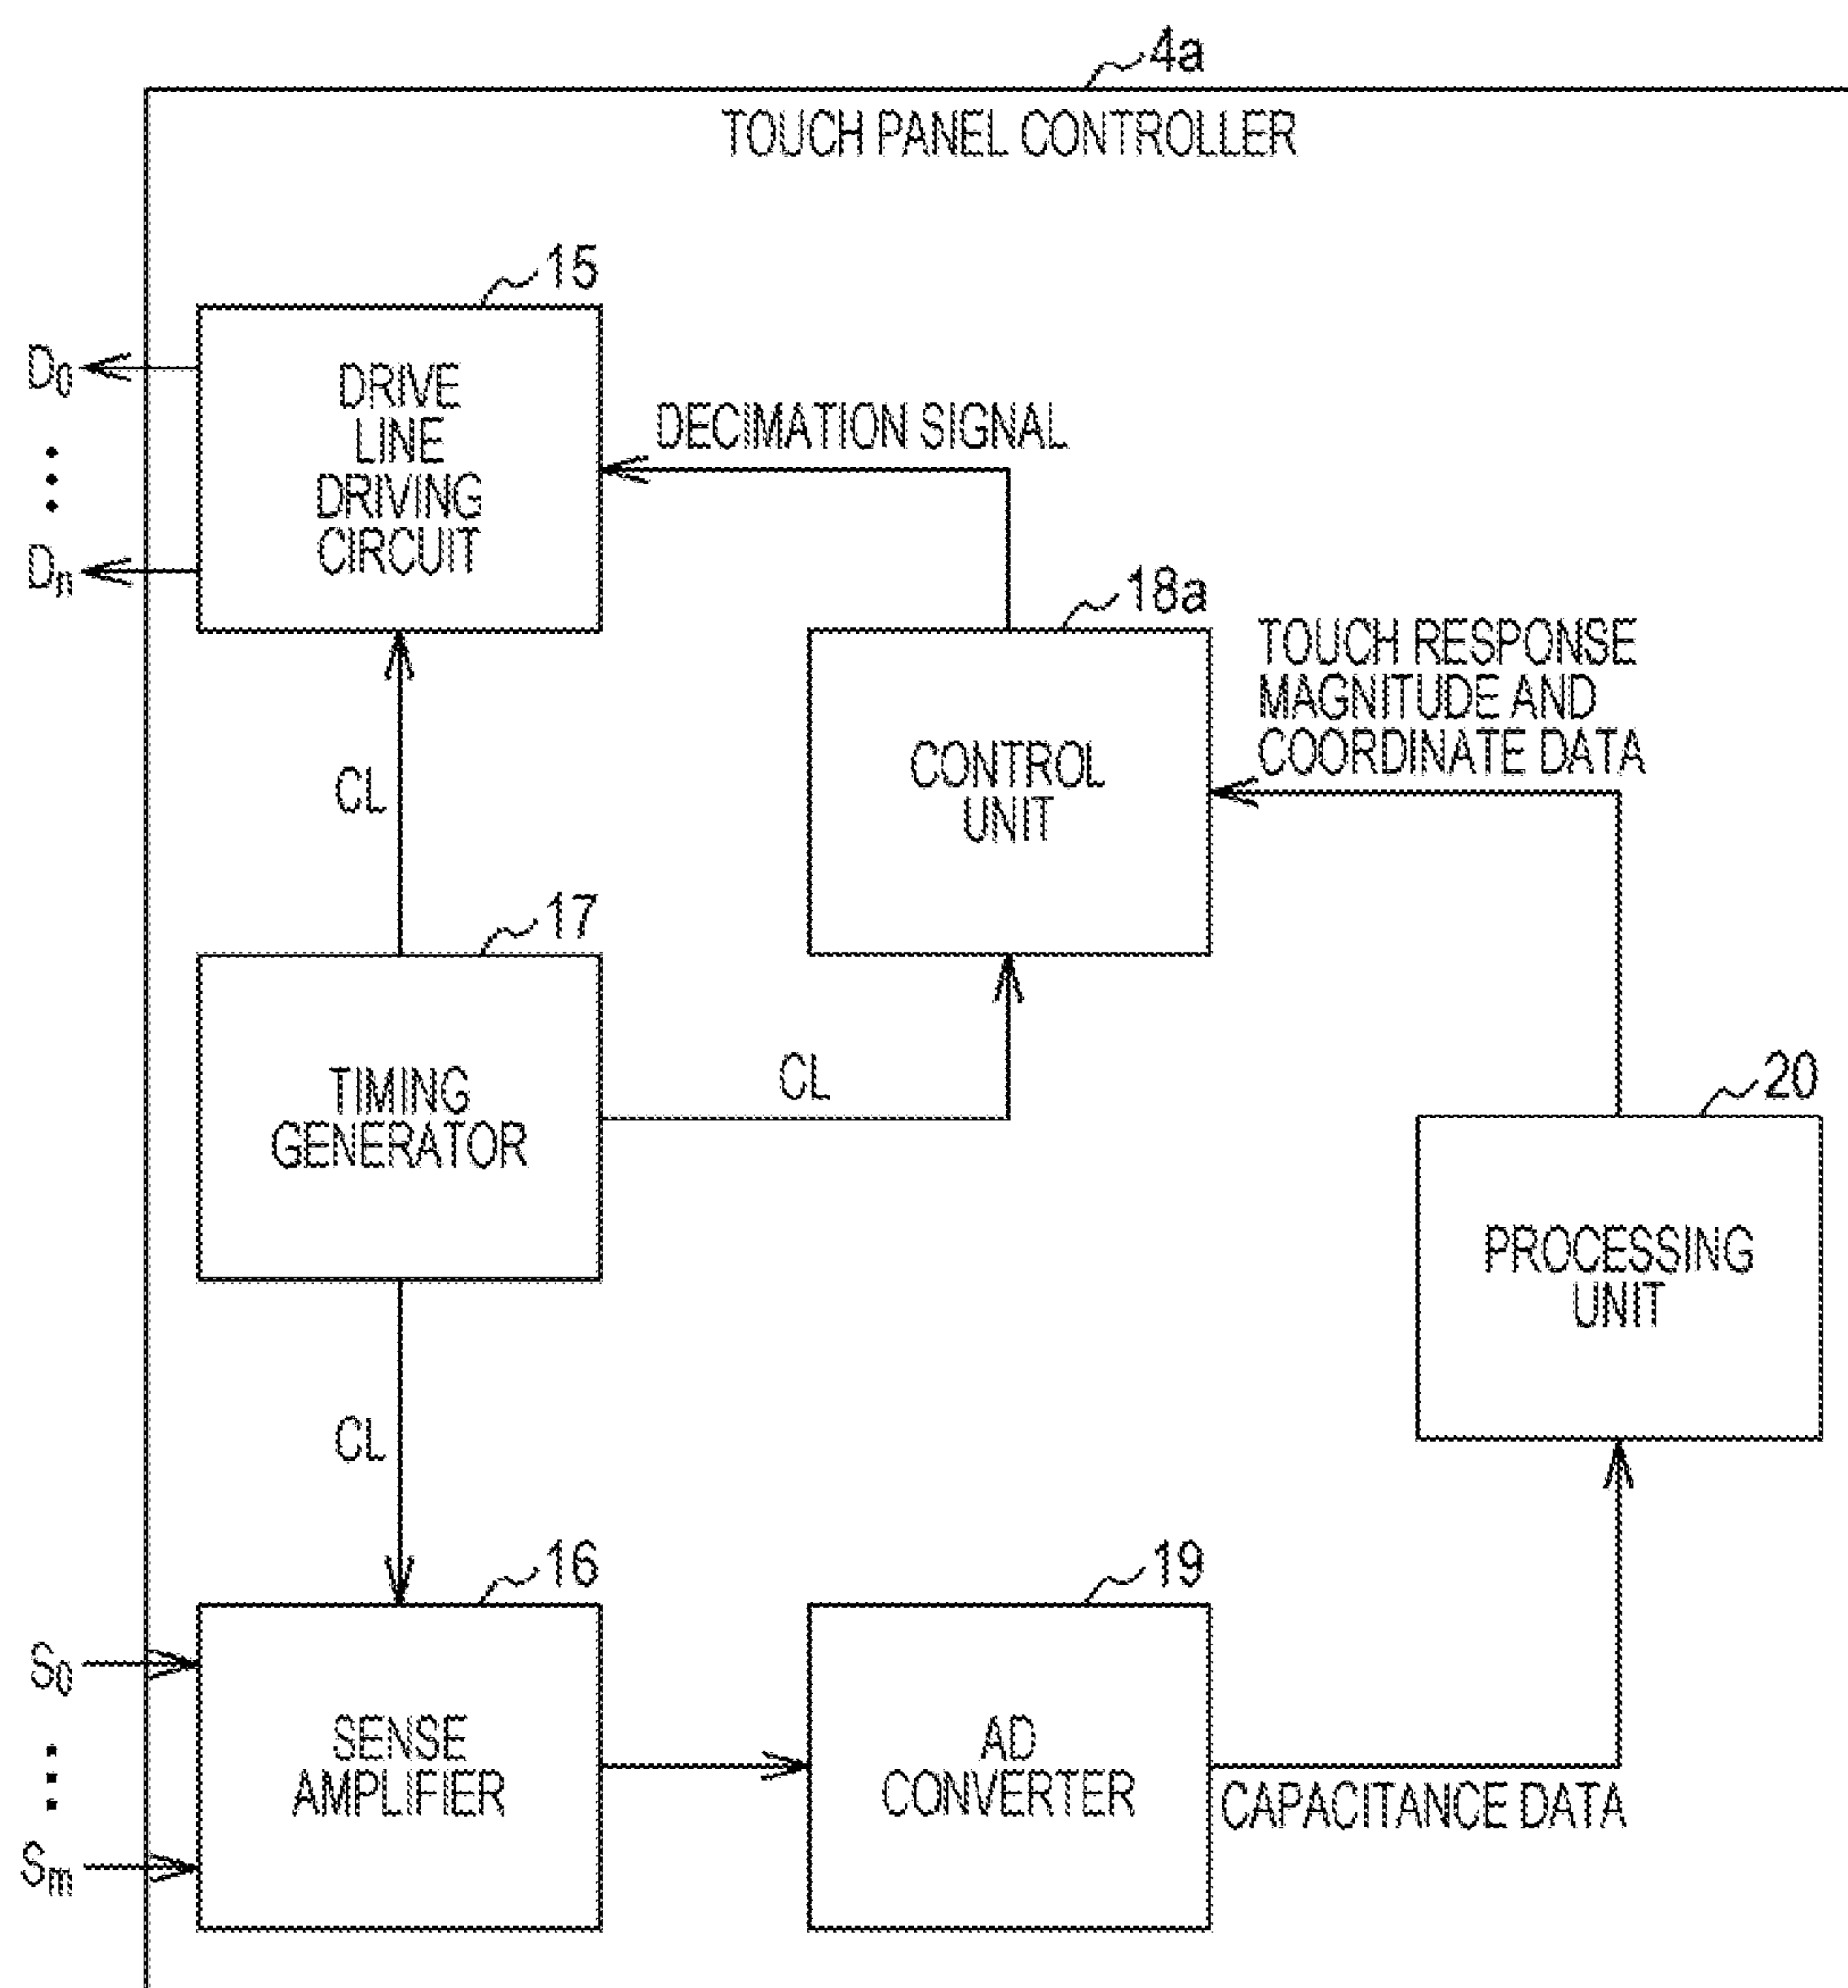 4a
TOUCH PANEL CONTROLLER
15
D0
DRIVE
LINE
DRIVING
CIRCUIT
Dn
DECIMATION SIGNAL
18a
TOUCH RESPONSE
MAGNITUDE AND
COORDINATE DATA
CONTROL
UNIT
CL
17
TIMING
GENERATOR
CL
20
PROCESSING
UNIT
CL
16
19
S0
SENSE
AMPLIFIER
AD
CONVERTER
CAPACITANCE DATA
Sm